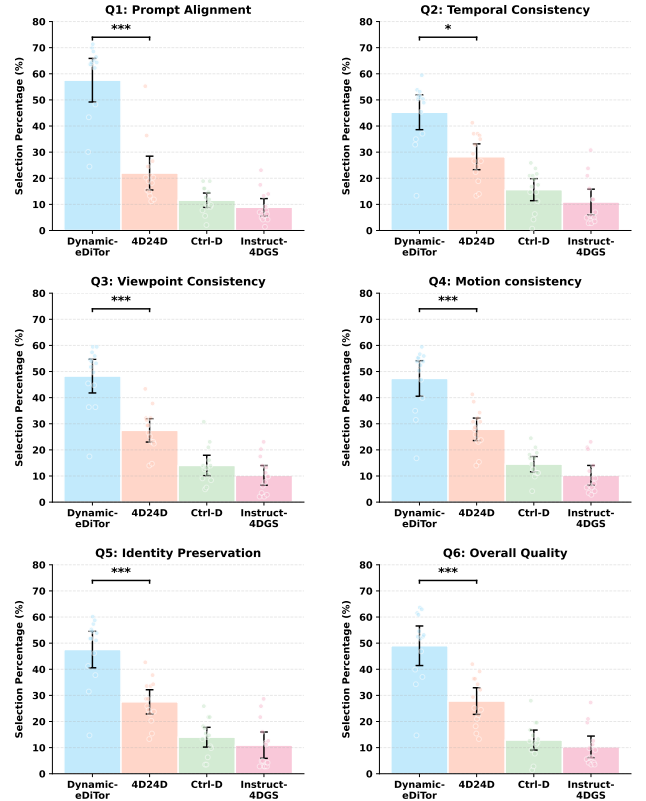 Q1: Prompt Alignment
***
Selection Percentage (%)
80
70
60
50
40
30
20
10
0
Dynamic-
eDiTor
4D24D
Ctrl-D
Instruct-
4DGS
Q2: Temporal Consistency
*
Selection Percentage (%)
80
70
60
50
40
30
20
10
0
Dynamic-
eDiTor
4D24D
Ctrl-D
Instruct-
4DGS
Q3: Viewpoint Consistency
***
Selection Percentage (%)
80
70
60
50
40
30
20
10
0
Dynamic-
eDiTor
4D24D
Ctrl-D
Instruct-
4DGS
Q4: Motion consistency
***
Selection Percentage (%)
80
70
60
50
40
30
20
10
0
Dynamic-
eDiTor
4D24D
Ctrl-D
Instruct-
4DGS
Q5: Identity Preservation
***
Selection Percentage (%)
80
70
60
50
40
30
20
10
0
Dynamic-
eDiTor
4D24D
Ctrl-D
Instruct-
4DGS
Q6: Overall Quality
***
Selection Percentage (%)
80
70
60
50
40
30
20
10
0
Dynamic-
eDiTor
4D24D
Ctrl-D
Instruct-
4DGS